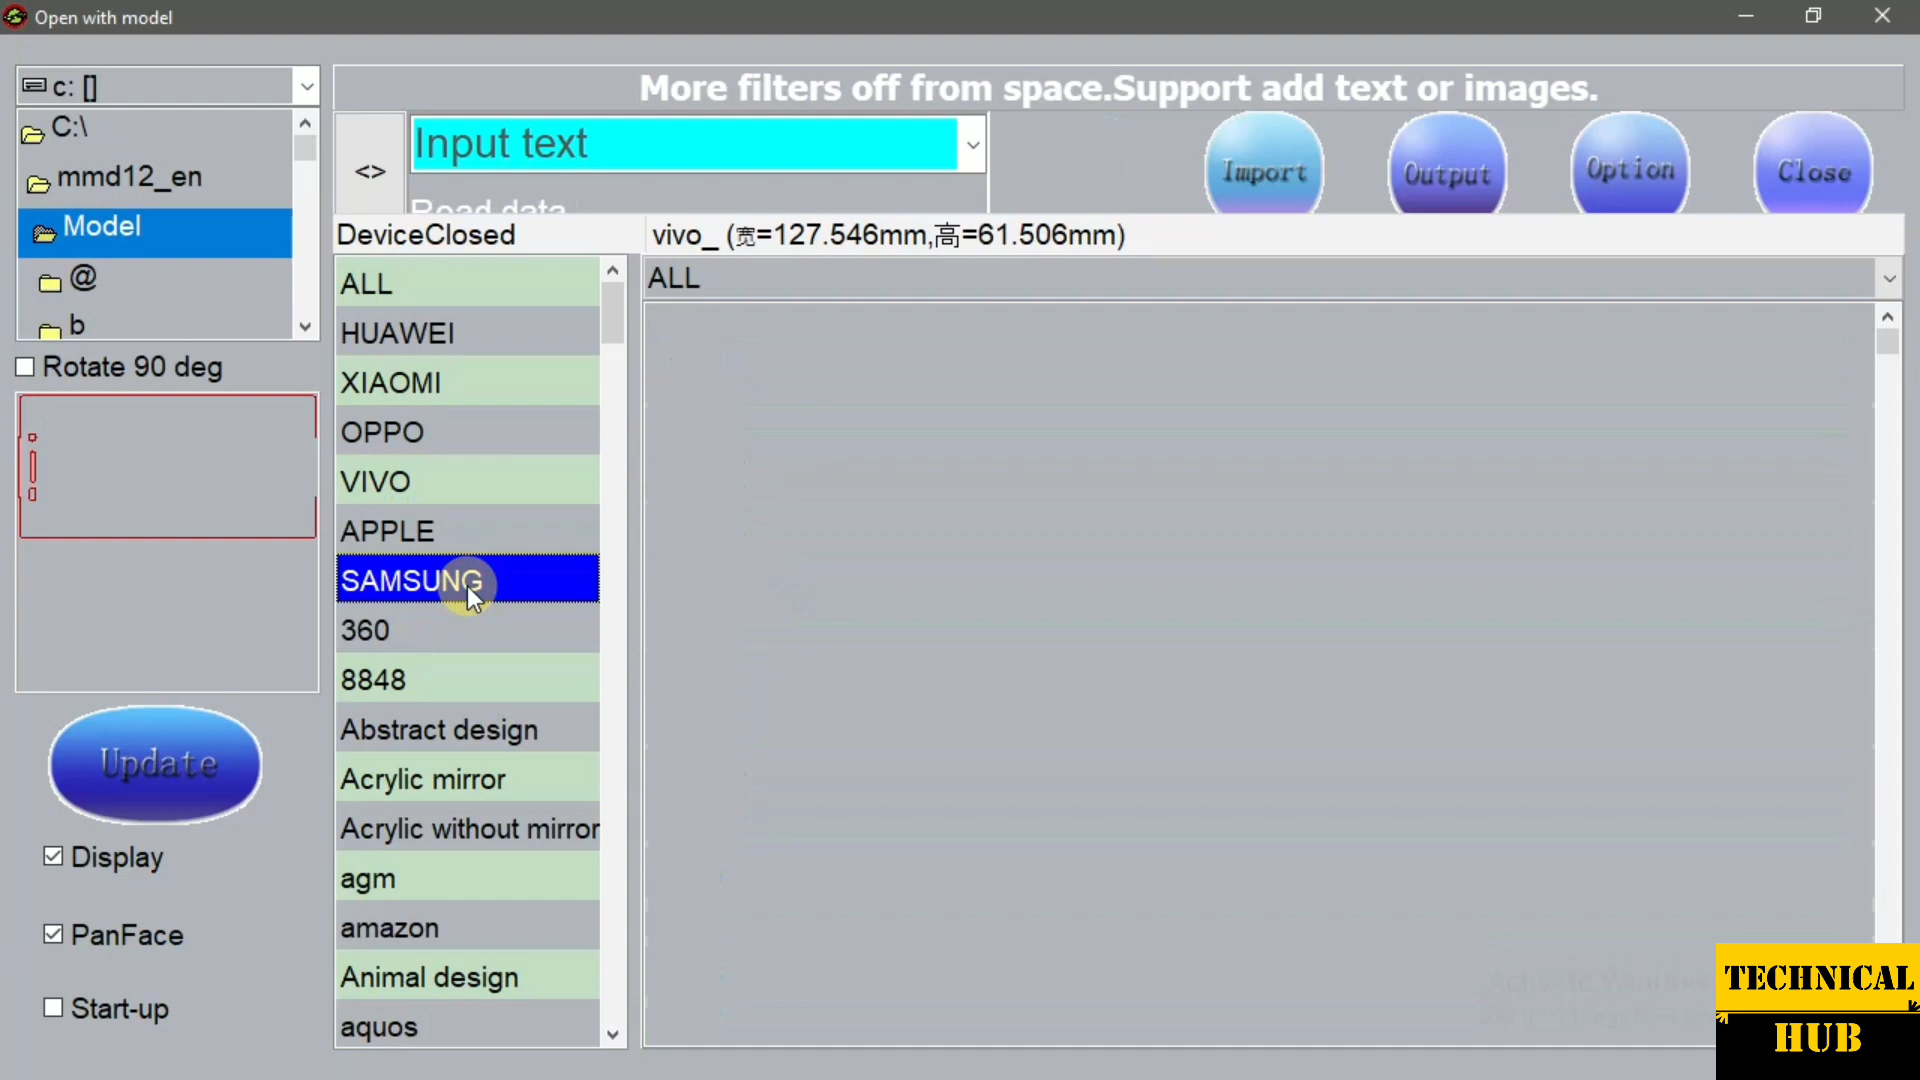 Open with model
c: []
C:\
mmd12_en
Model
@
b
Rotate 90 deg
Update
Display
PanFace
Start-up
More filters off from space.Support add text or images.
<>
Input text
Read data
Import
Output
Option
Close
DeviceClosed
vivo_ (宽=127.546mm,高=61.506mm)
ALL
ALL
HUAWEI
XIAOMI
OPPO
VIVO
APPLE
SAMSUNG
360
8848
Abstract design
Acrylic mirror
Acrylic without mirror
agm
amazon
Animal design
aquos
TECHNICAL
HUB